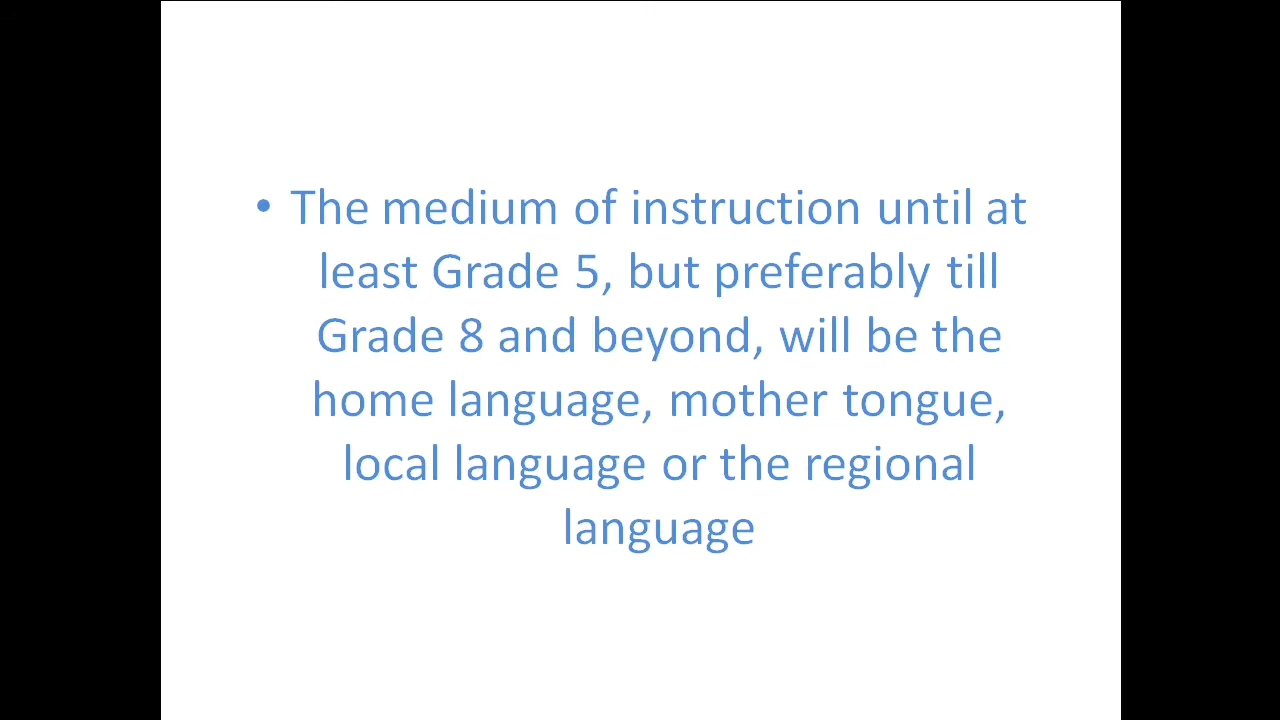 • The medium of instruction until at
least Grade 5, but preferably till
Grade 8 and beyond, will be the
home language, mother tongue,
local language or the regional
language